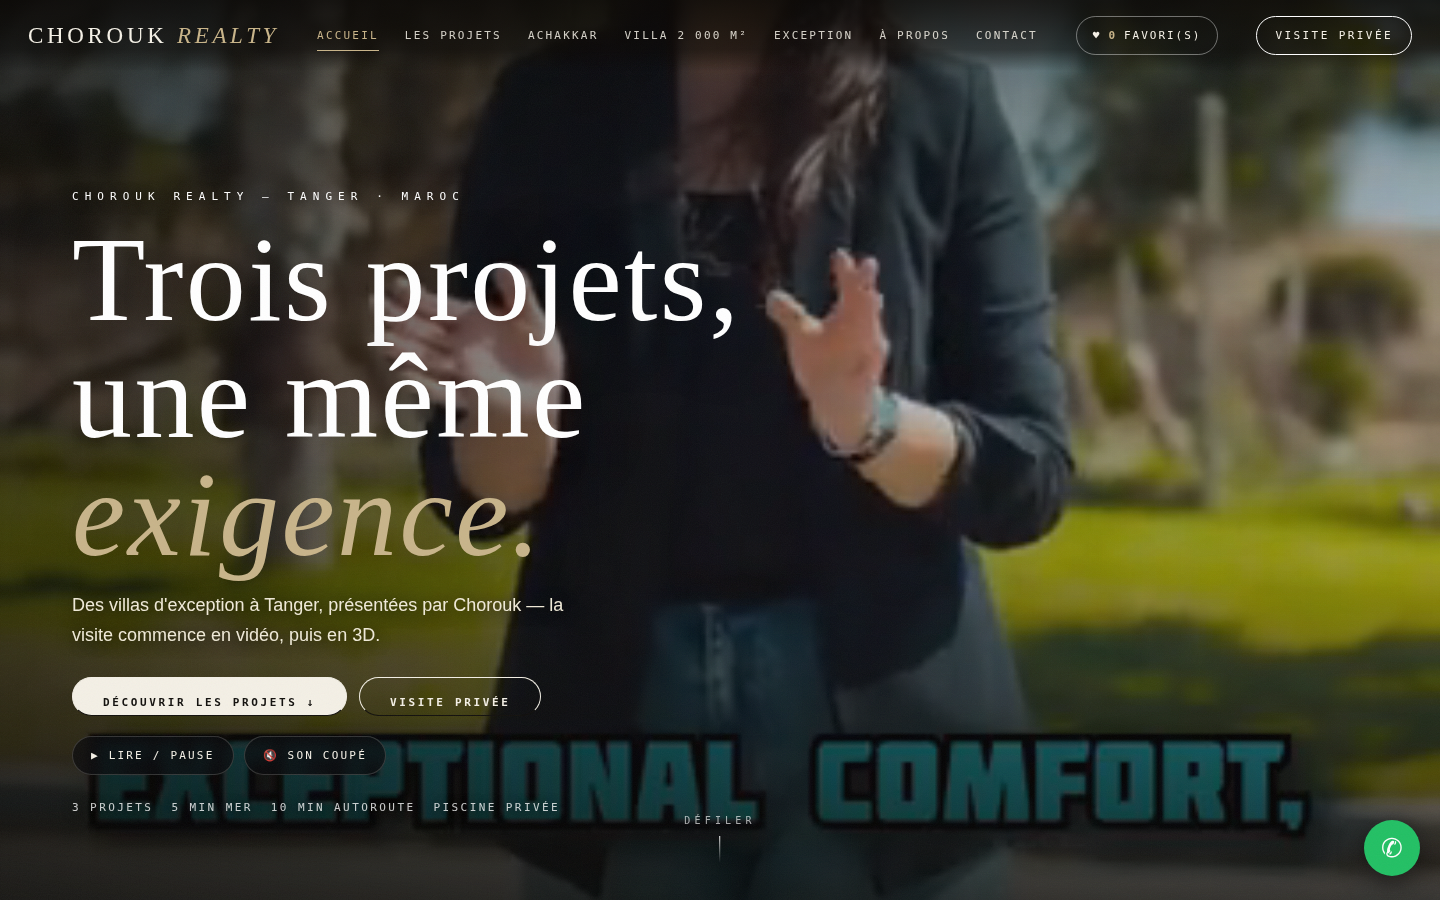 CHOROUK REALTY
ACCUEIL LES PROJETS ACHAKKAR VILLA 2 000 M² EXCEPTION À PROPOS CONTACT ♥ 0 FAVORI(S) VISITE PRIVÉE
CHOROUK REALTY — TANGER · MAROC
Trois projets,
une même
exigence.
Des villas d'exception à Tanger, présentées par Chorouk — la
visite commence en vidéo, puis en 3D.
DÉCOUVRIR LES PROJETS ↓ VISITE PRIVÉE
▶ LIRE / PAUSE 🔇 SON COUPÉ
EXCEPTIONAL COMFORT,
3 PROJETS 5 MIN MER 10 MIN AUTOROUTE PISCINE PRIVÉE
DÉFILER